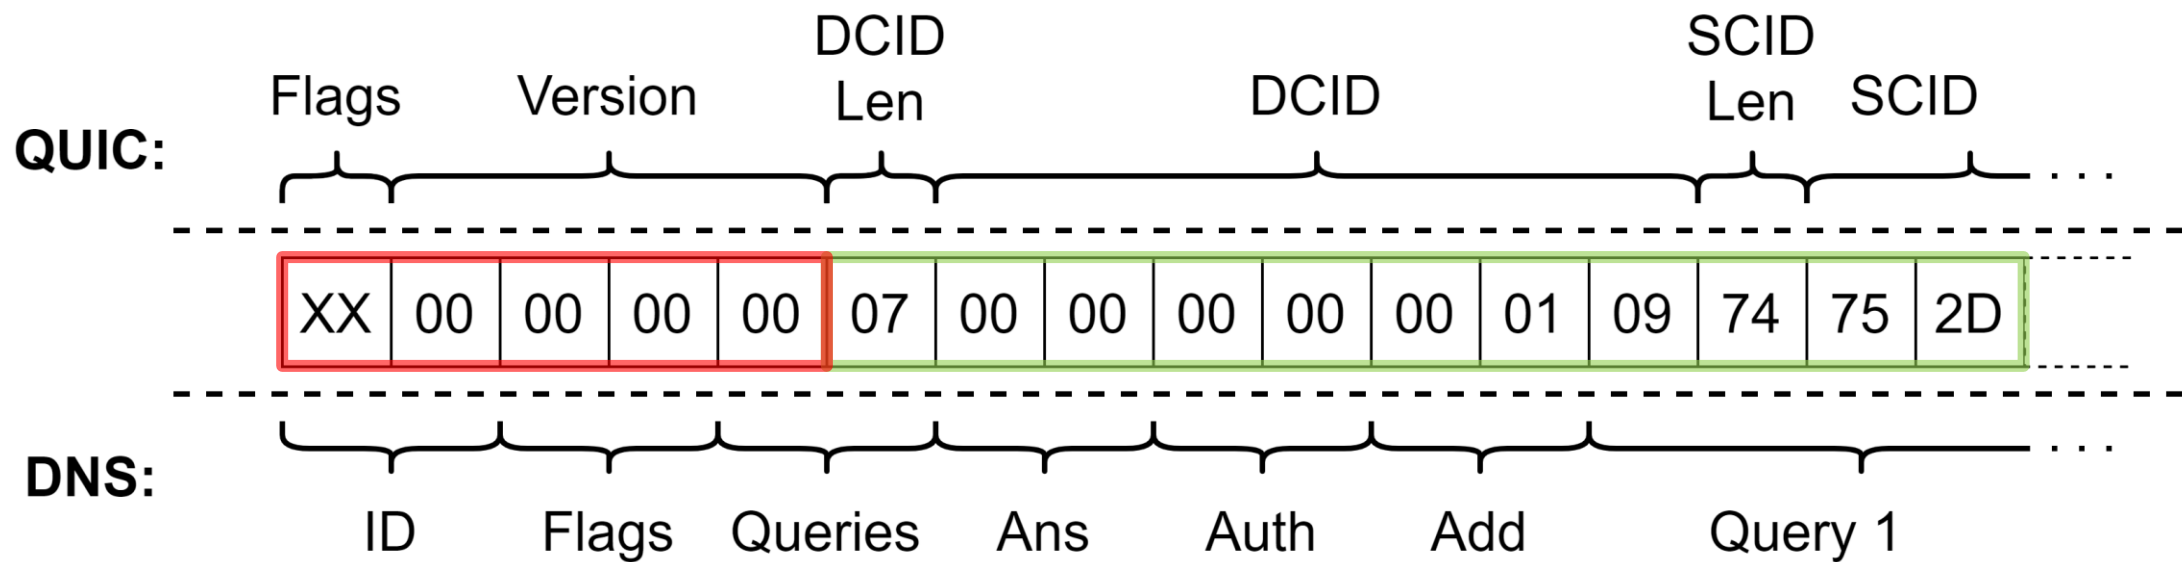 DCID SCID
Flags Version Len DCID Len SCID
QUIC:
. . .
XX 00 00 00 00 07 00 00 00 00 00 01 09 74 75 2D
. . .
DNS:
ID Flags Queries Ans Auth Add Query 1